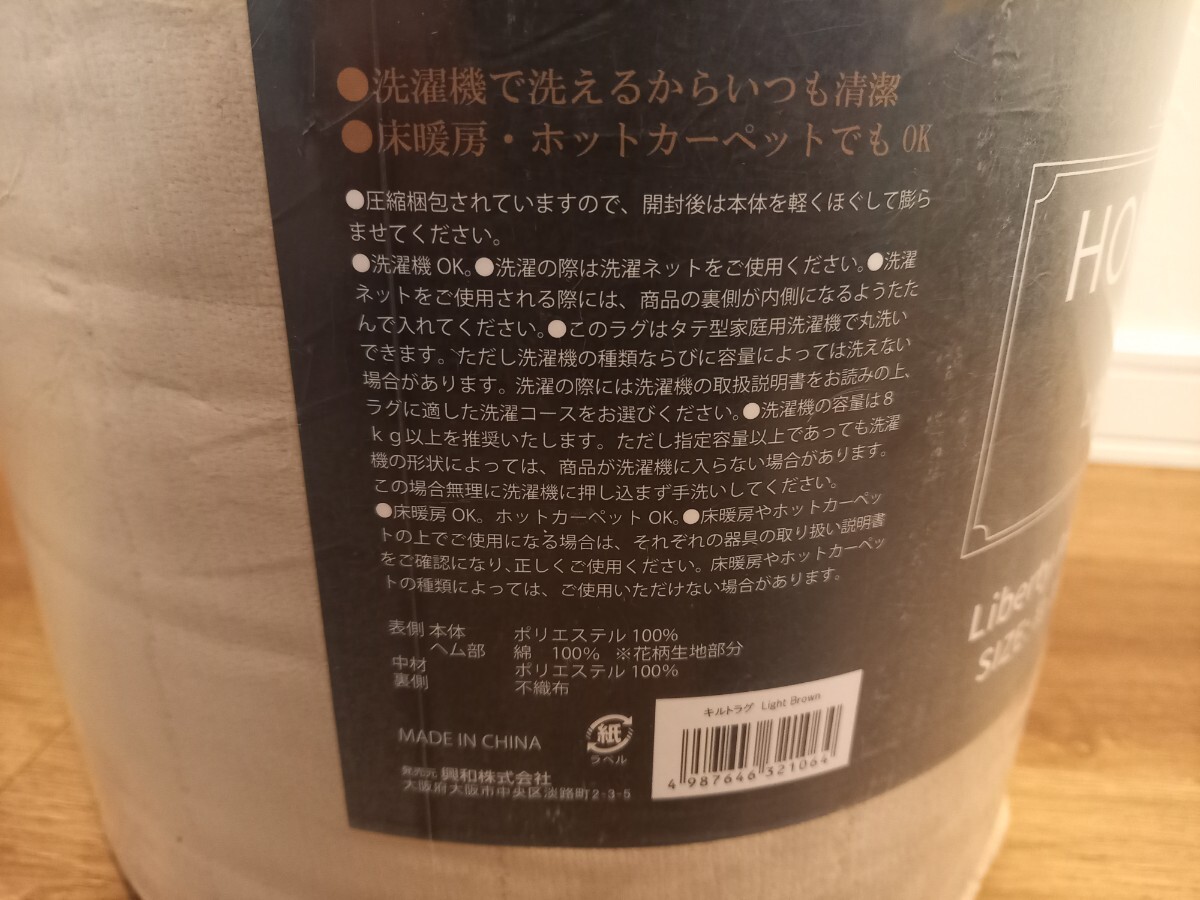 ●洗濯機で洗えるからいつも清潔
●床暖房・ホットカーペットでもOK
●圧縮梱包されていますので、開封後は本体を軽くほぐして膨ら
ませてください。
●洗濯機 OK。●洗濯の際は洗濯ネットをご使用ください。●洗濯
ネットをご使用される際には、商品の裏側が内側になるようたた
んで入れてください。●このラグはタテ型家庭用洗濯機で丸洗い
できます。ただし洗濯機の種類ならびに容量によっては洗えない
場合があります。洗濯の際には洗濯機の取扱説明書をお読みの上、
ラグに適した洗濯コースをお選びください。●洗濯機の容量は8
kg以上を推奨いたします。ただし指定容量以上であっても洗濯
機の形状によっては、商品が洗濯機に入らない場合があります。
この場合無理に洗濯機に押し込まず手洗いしてください。
●床暖房 OK。ホットカーペット OK。●床暖房やホットカーペッ
トの上でご使用になる場合は、それぞれの器具の取り扱い説明書
をご確認になり、正しくご使用ください。床暖房やホットカーペッ
トの種類によっては、ご使用いただけない場合があります。
表側 本体 ポリエステル 100%
ヘム部 綿 100% ※花柄生地部分
中材 ポリエステル 100%
裏側 不織布
MADE IN CHINA
紙
ラベル
発売元 興和株式会社
大阪府大阪市中央区淡路町2-3-5
キルトラグ Light Brown
4 987646 321064
HO
Liber
SIZE: